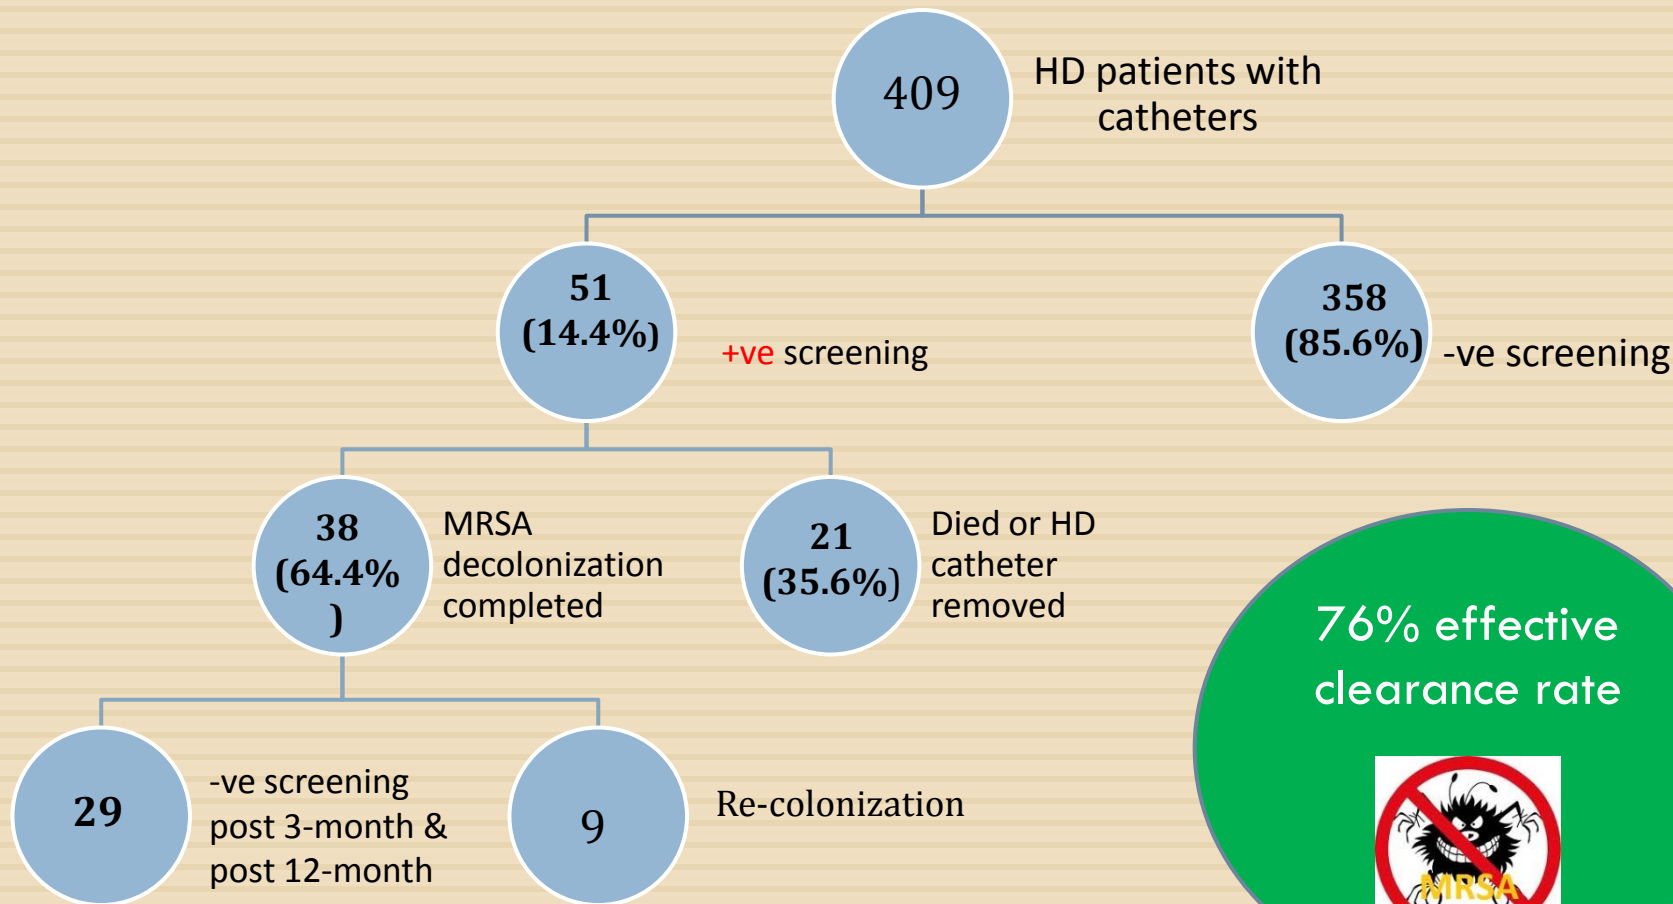 409
HD patients with
catheters
51
(14.4%)
+ve screening
358
(85.6%)
-ve screening
38
(64.4%
)
MRSA
decolonization
completed
21
(35.6%)
Died or HD
catheter
removed
76% effective
clearance rate
MRSA
29
-ve screening
post 3-month &
post 12-month
9
Re-colonization